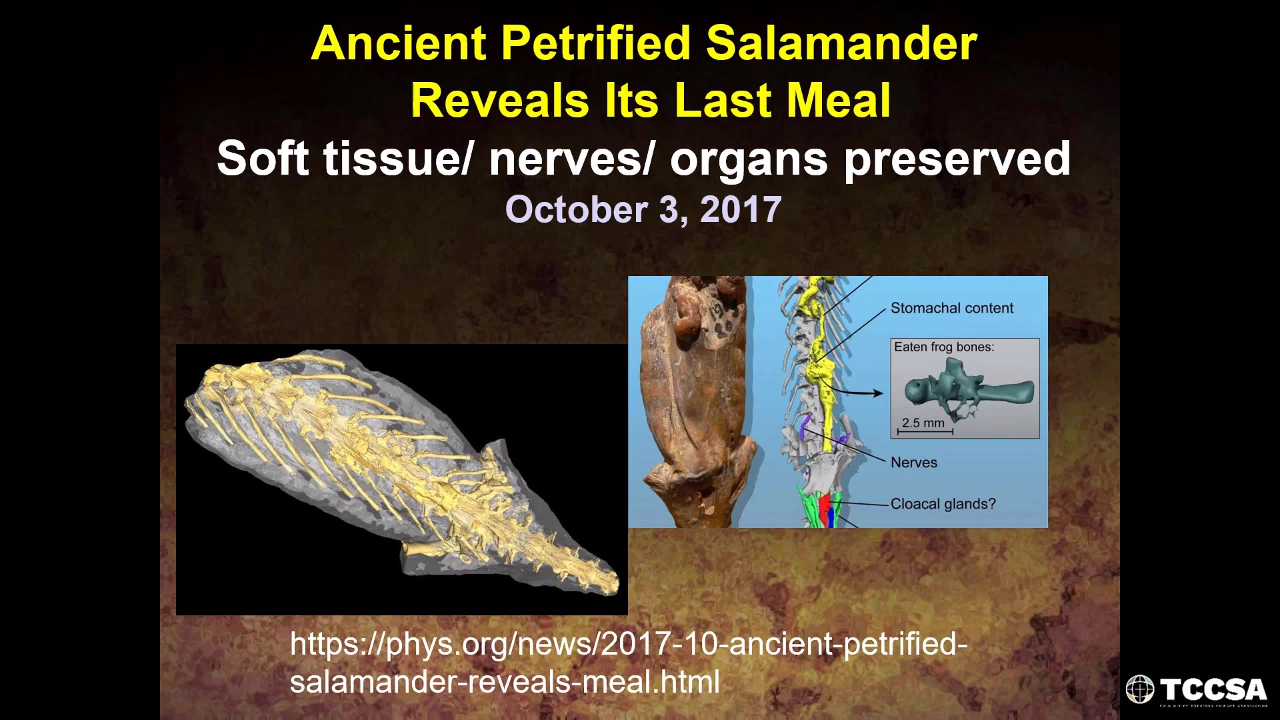 Ancient Petrified Salamander
Reveals Its Last Meal
Soft tissue/ nerves/ organs preserved
October 3, 2017
Stomachal content
Eaten frog bones:
2.5 mm
Nerves
Cloacal glands?
https://phys.org/news/2017-10-ancient-petrified-
salamander-reveals-meal.html
TCCSA